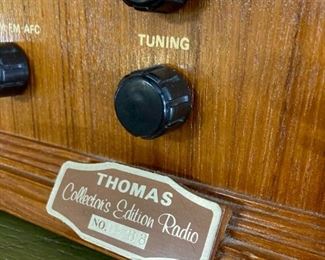 FM-AFC
TUNING
THOMAS
Collector's Edition Radio
NO.